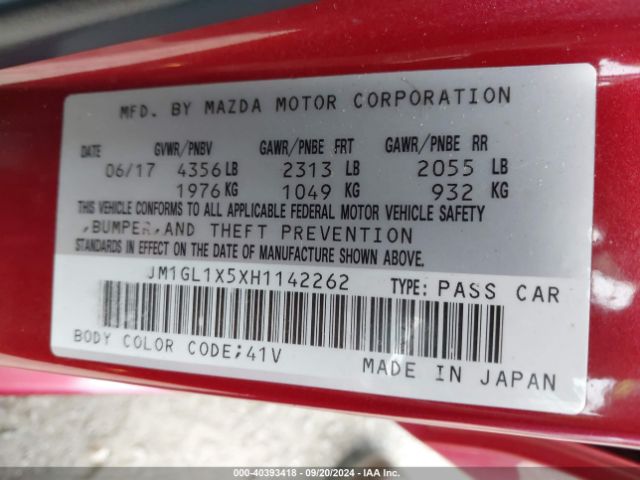 MFD. BY MAZDA MOTOR CORPORATION
DATE GVWR/PNBV GAWR/PNBE FRT GAWR/PNBE RR
06/17 4356 LB 2313 LB 2055 LB
1976 KG 1049 KG 932 KG
THIS VEHICLE CONFORMS TO ALL APPLICABLE FEDERAL MOTOR VEHICLE SAFETY
,BUMPER,AND THEFT PREVENTION
STANDARDS IN EFFECT ON THE DATE OF MANUFACTURE SHOWN ABOVE.
JM1GL1X5XH1142262 TYPE: PASS CAR
BODY COLOR CODE;41V
MADE IN JAPAN
000-40393418 - 09/20/2024 - IAA Inc.